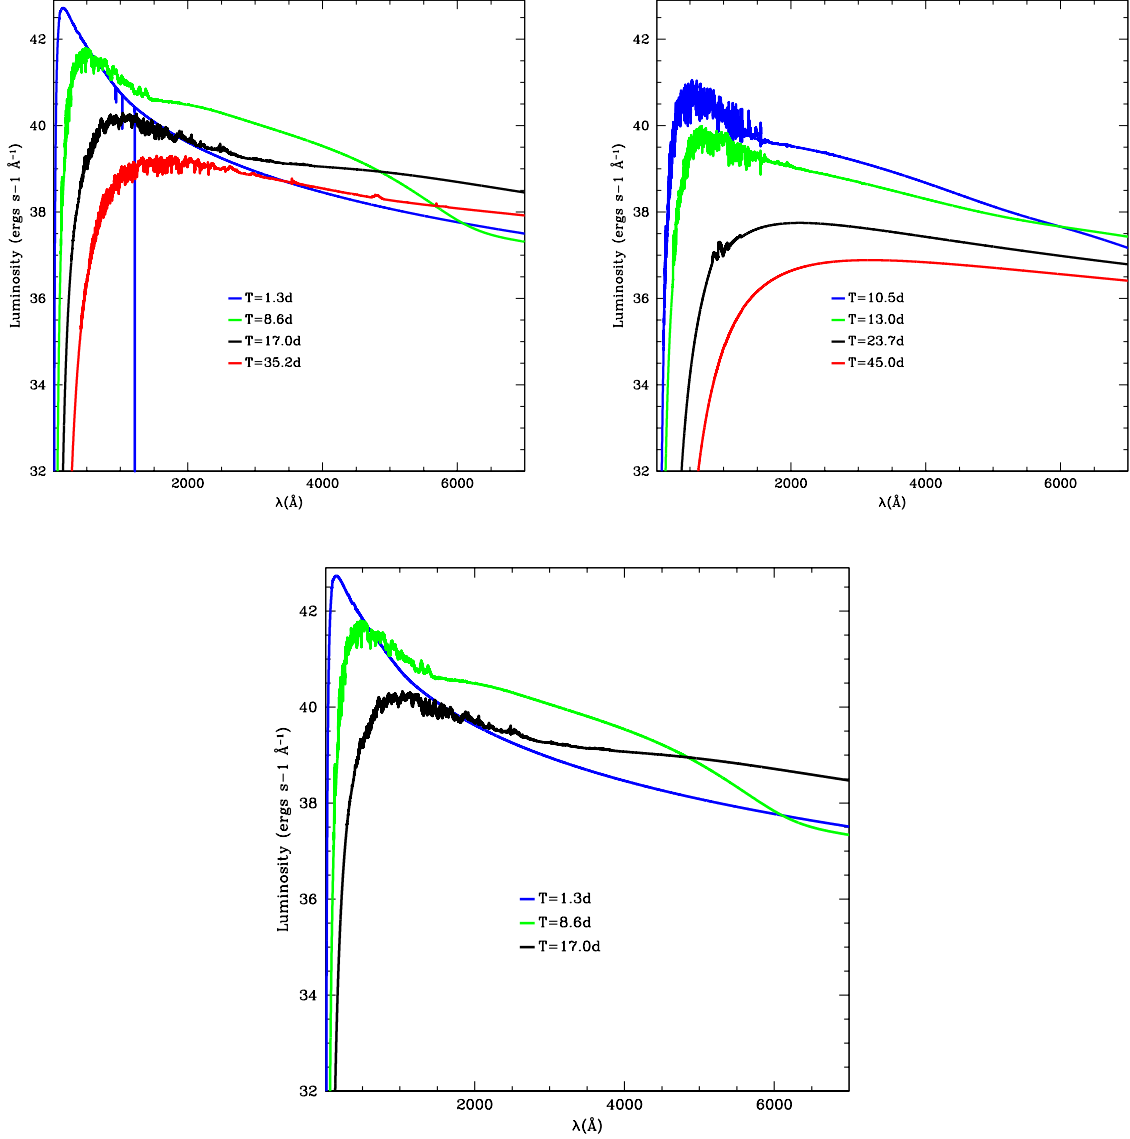 42
40
38
36
34
32
Luminosity (ergs s−1 Å⁻¹)
T=1.3d
T=8.6d
T=17.0d
T=35.2d
2000 4000 6000
λ(Å)
42
40
38
36
34
32
Luminosity (ergs s−1 Å⁻¹)
T=10.5d
T=13.0d
T=23.7d
T=45.0d
2000 4000 6000
λ(Å)
42
40
38
36
34
32
Luminosity (ergs s−1 Å⁻¹)
T=1.3d
T=8.6d
T=17.0d
2000 4000 6000
λ(Å)